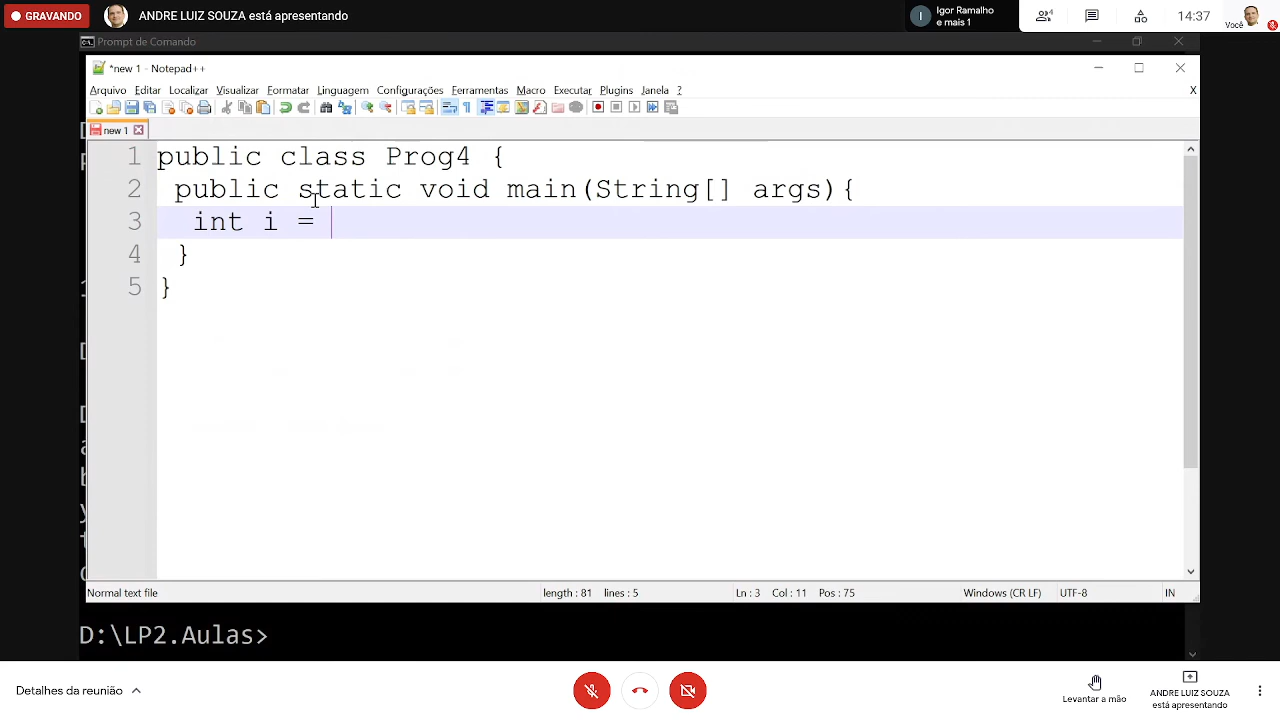 GRAVANDO
ANDRE LUIZ SOUZA está apresentando
I
Igor Ramalho
e mais 1
14:37
Você
Prompt de Comando
*new 1 - Notepad++
Arquivo Editar Localizar Visualizar Formatar Linguagem Configurações Ferramentas Macro Executar Plugins Janela ? X
new 1
1 public class Prog4 {
2 public static void main(String[] args){
3 int i =
4 }
5 }
Normal text file length : 81 lines : 5 Ln : 3 Col : 11 Pos : 75 Windows (CR LF) UTF-8 IN
D:\LP2.Aulas>
Detalhes da reunião
Levantar a mão
ANDRE LUIZ SOUZA
está apresentando